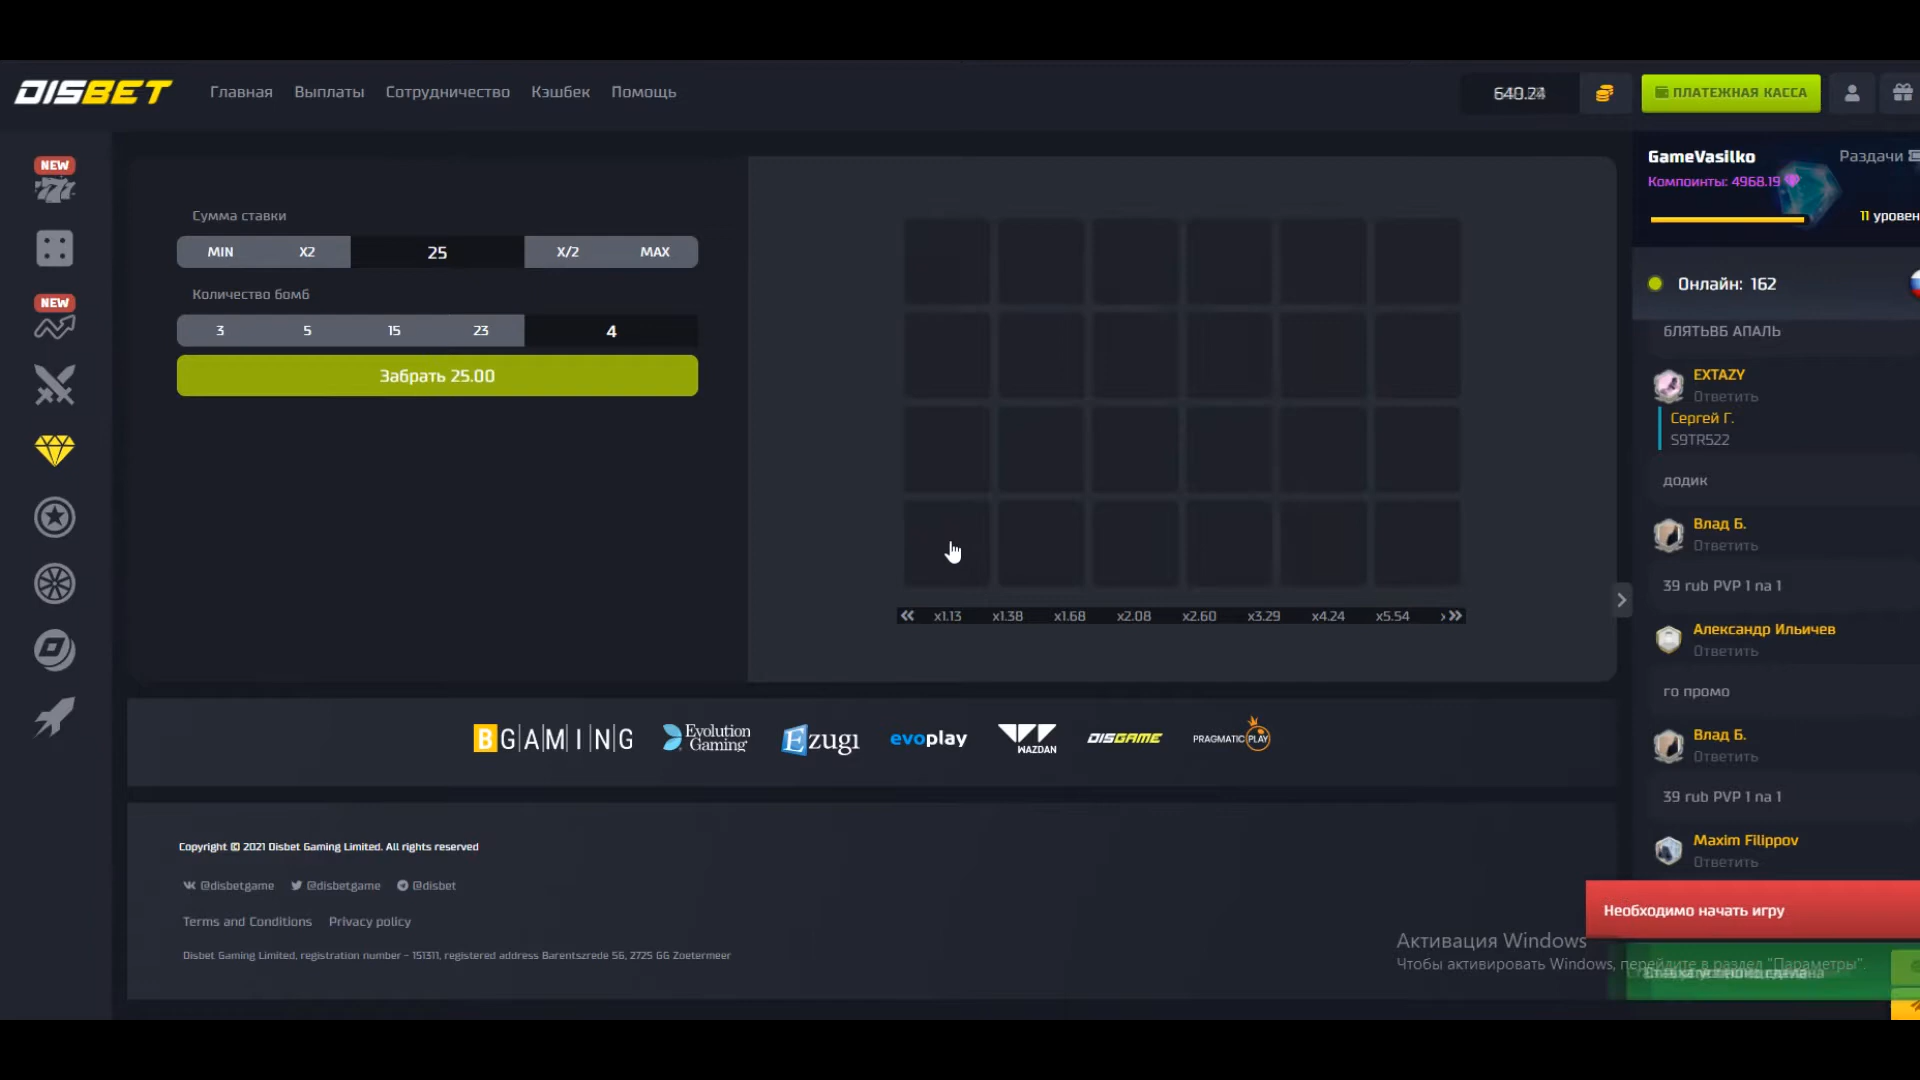 DISBET
Главная
Выплаты
Сотрудничество
Кэшбек
Помощь
ПЛАТЕЖНАЯ КАССА
NEW
NEW
Сумма ставки
MIN X2 25 X/2 MAX
Количество бомб
3 5 15 23 4
Забрать 25.00
x1.13 x1.38 x1.68 x2.08 x2.60 x3.29 x4.24 x5.54
GameVasilko
Раздачи
Компоинты: 4968.19
11 уровен
Онлайн: 162
БЛЯТЬВБ АПАЛЬ
EXTAZY
Ответить
Сергей Г.
S9TR522
додик
Влад Б.
Ответить
39 rub PVP 1 na 1
Александр Ильичев
Ответить
го промо
Влад Б.
Ответить
39 rub PVP 1 na 1
Maxim Filippov
Ответить
Необходимо начать игру
BGAMING
Evolution Gaming
Ezugi
evoplay
WAZDAN
DISGAME
PRAGMATIC PLAY
Copyright © 2021 Disbet Gaming Limited. All rights reserved
@disbetgame @disbetgame @disbet
Terms and Conditions Privacy policy
Disbet Gaming Limited, registration number - 151311, registered address Barentszrede 56, 2725 GG Zoetermeer
Активация Windows
Чтобы активировать Windows, перейдите в раздел "Параметры".